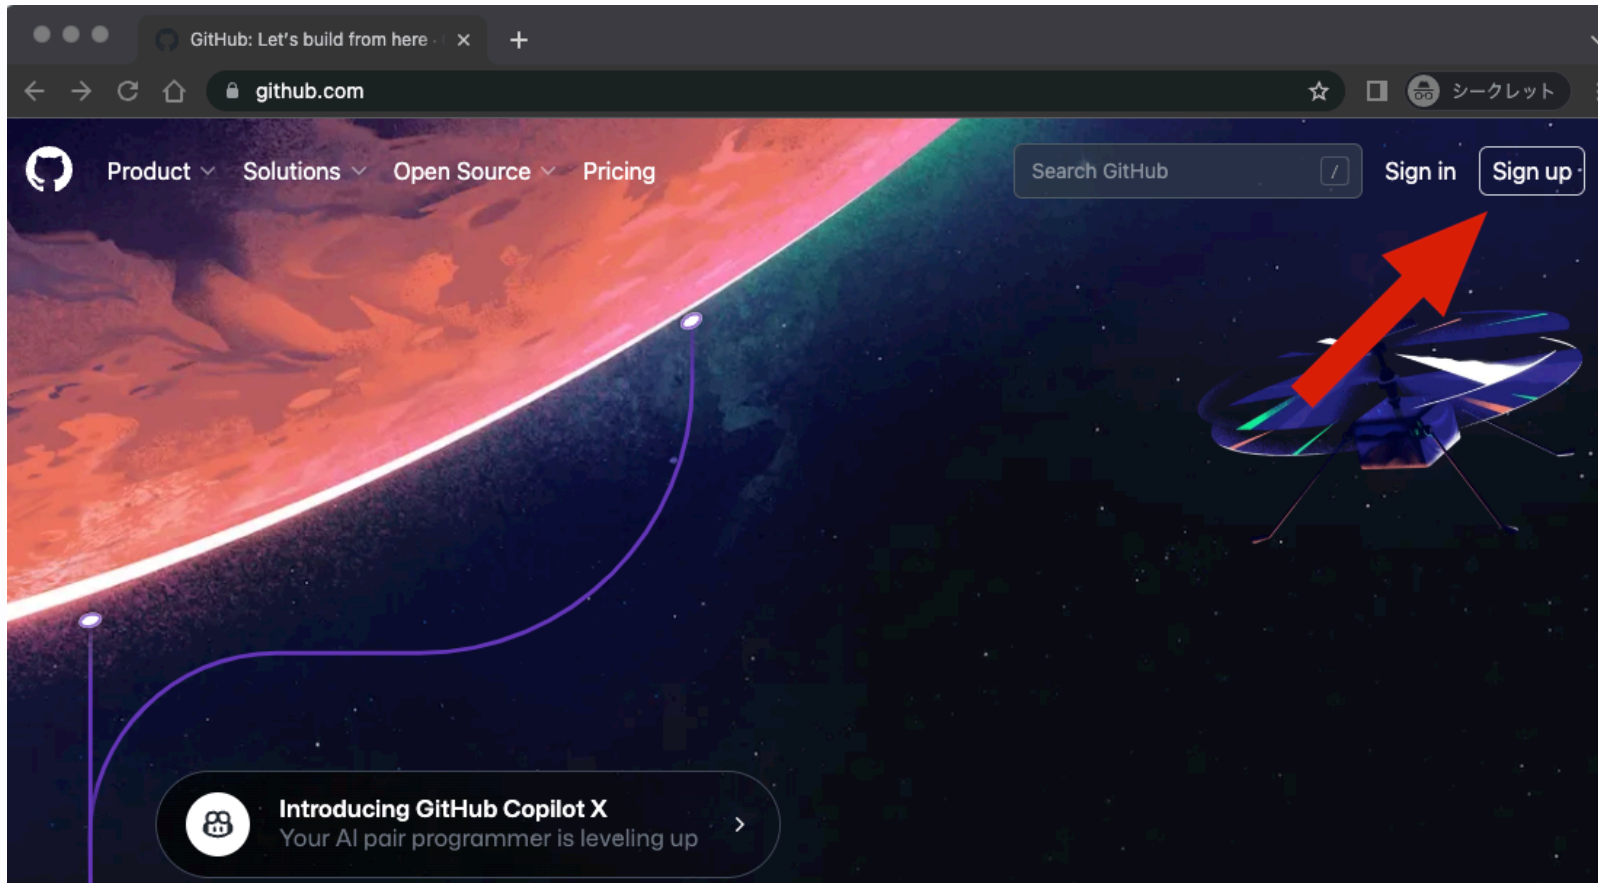 GitHub: Let's build from here ·
github.com
シークレット
Product Solutions Open Source Pricing Search GitHub / Sign in Sign up
Introducing GitHub Copilot X
Your AI pair programmer is leveling up